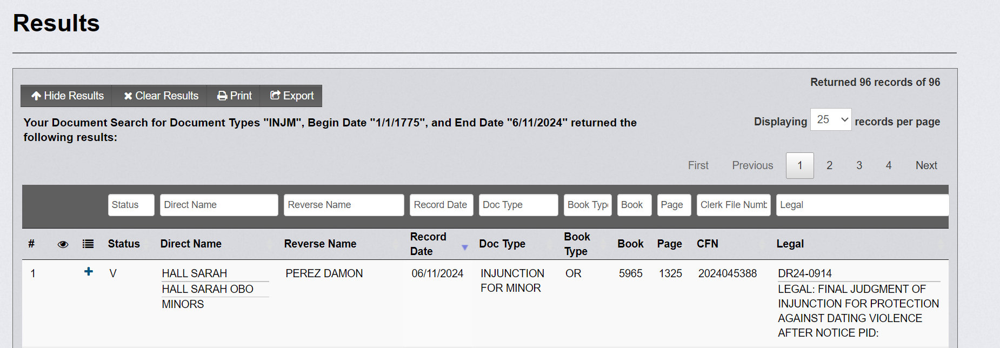 Results
Returned 96 records of 96
Hide Results Clear Results Print Export
Your Document Search for Document Types "INJM", Begin Date "1/1/1775", and End Date "6/11/2024" returned the
following results:
Displaying 25 records per page
First Previous 1 2 3 4 Next
Status Direct Name Reverse Name Record Date Doc Type Book Typ Book Page Clerk File Numb Legal
# Status Direct Name Reverse Name Record Date Doc Type Book Type Book Page CFN Legal
1 V HALL SARAH PEREZ DAMON 06/11/2024 INJUNCTION OR 5965 1325 2024045388 DR24-0914
HALL SARAH OBO FOR MINOR LEGAL: FINAL JUDGMENT OF
MINORS INJUNCTION FOR PROTECTION
AGAINST DATING VIOLENCE
AFTER NOTICE PID: